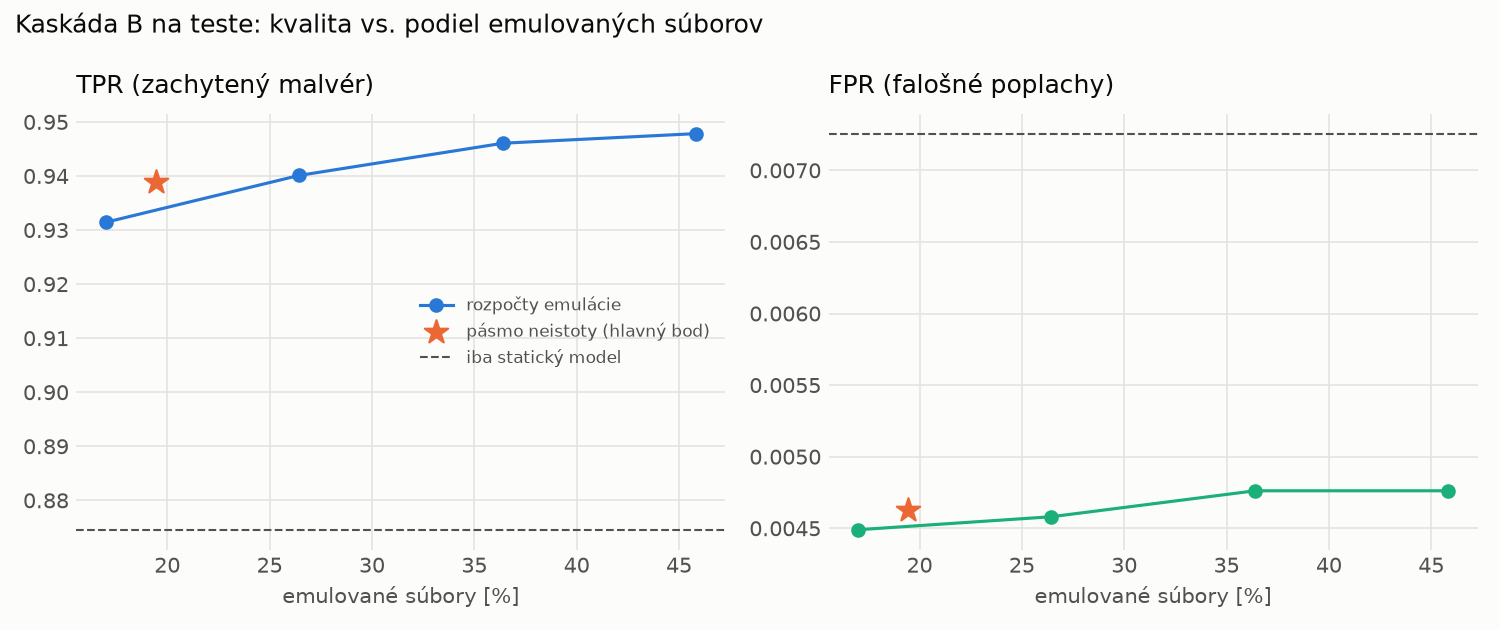 Kaskáda B na teste: kvalita vs. podiel emulovaných súborov
TPR (zachytený malvér)
0.95
0.94
0.93
0.92
0.91
0.90
0.89
0.88
rozpočty emulácie
pásmo neistoty (hlavný bod)
iba statický model
20 25 30 35 40 45
emulované súbory [%]
FPR (falošné poplachy)
0.0070
0.0065
0.0060
0.0055
0.0050
0.0045
20 25 30 35 40 45
emulované súbory [%]